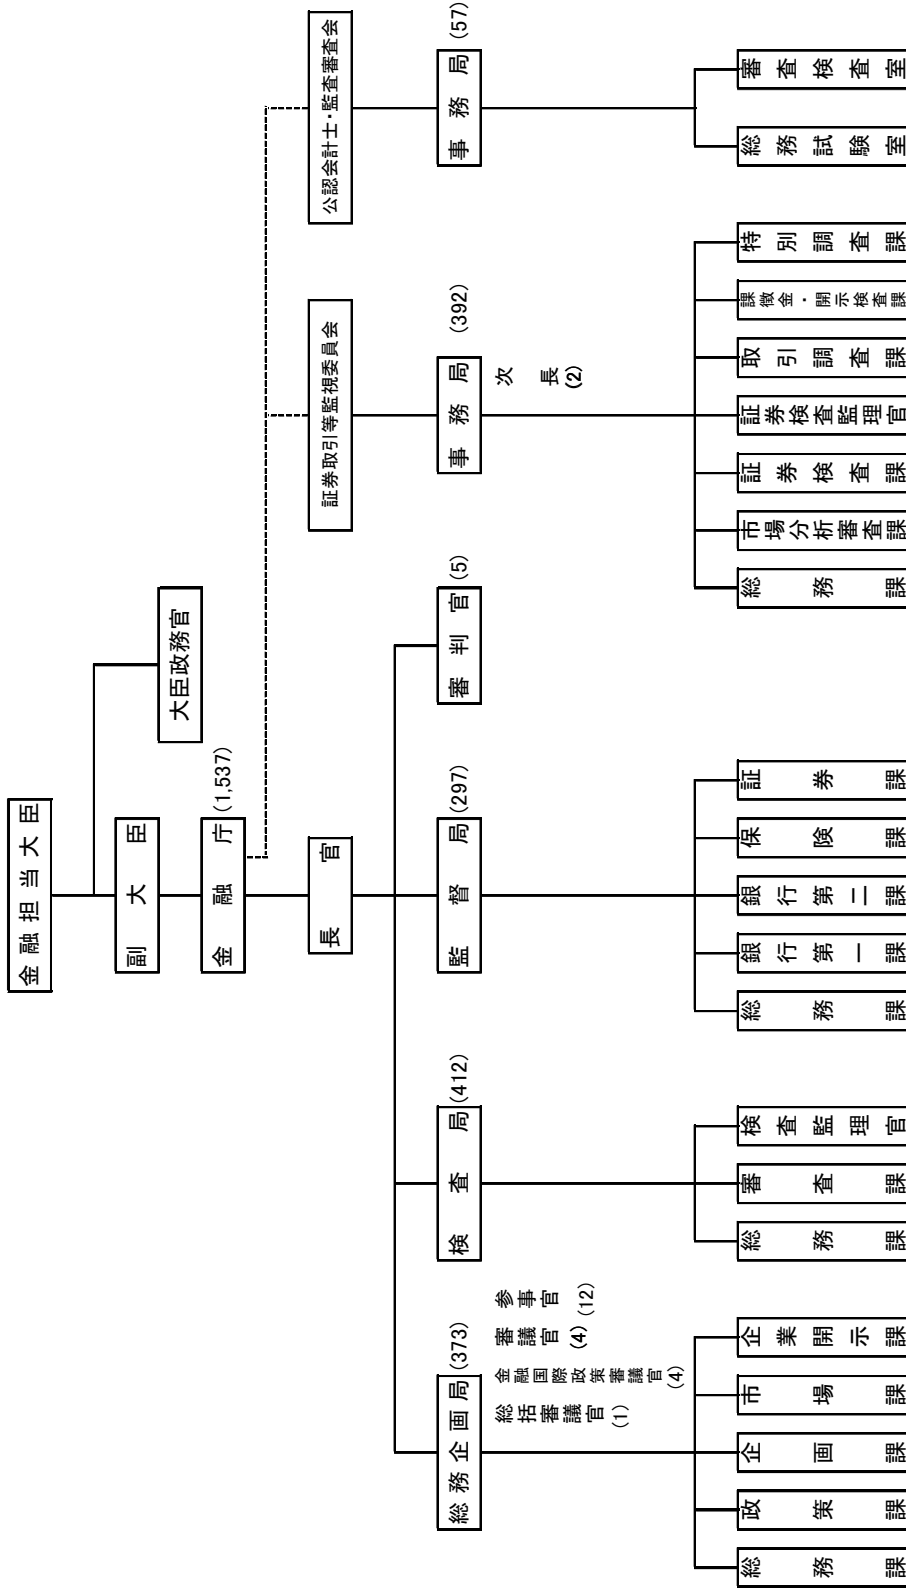 金融担当大臣
副大臣
大臣政務官
金融庁 (1,537)
長官
証券取引等監視委員会
公認会計士・監査審査会
総務企画局 (373)
検査局 (412)
監督局 (297)
審判官 (5)
事務局 (392)
事務局 (57)
総括審議官 (1)
金融国際政策審議官 (4)
審議官 (4)
参事官 (12)
次長 (2)
総務課
政策課
企画課
市場課
企業開示課
総務課
審査課
検査監理官
総務課
銀行第一課
銀行第二課
保険課
証券課
総務課
市場分析審査課
証券検査課
証券検査監理官
取引調査課
課徴金・開示検査課
特別調査課
総務試験室
審査検査室